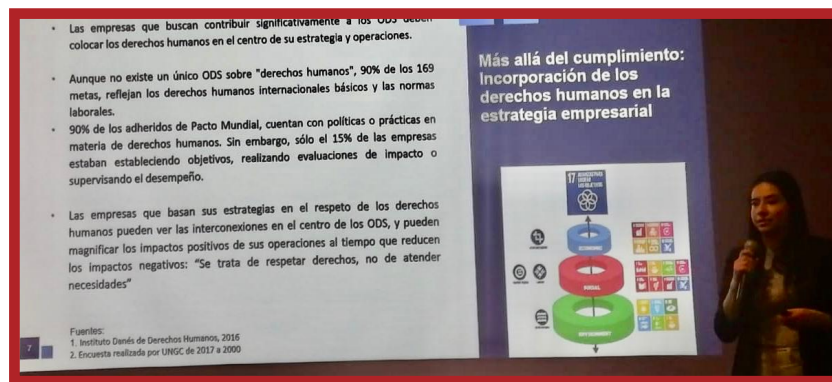 Las empresas que buscan contribuir significativamente a los ODS deben
colocar los derechos humanos en el centro de su estrategia y operaciones.
Aunque no existe un único ODS sobre "derechos humanos", 90% de los 169
metas, reflejan los derechos humanos internacionales básicos y las normas
laborales.
90% de los adheridos de Pacto Mundial, cuentan con políticas o prácticas en
materia de derechos humanos. Sin embargo, sólo el 15% de las empresas
estaban estableciendo objetivos, realizando evaluaciones de impacto o
supervisando el desempeño.
Las empresas que basan sus estrategias en el respeto de los derechos
humanos pueden ver las interconexiones en el centro de los ODS, y pueden
magnificar los impactos positivos de sus operaciones al tiempo que reducen
los impactos negativos: "Se trata de respetar derechos, no de atender
necesidades"
Fuentes:
1. Instituto Danés de Derechos Humanos, 2016
2. Encuesta realizada por UNGC de 2017 a 2000
7
Más allá del cumplimiento:
Incorporación de los
derechos humanos en la
estrategia empresarial
17 ALIANZAS PARA
LOGRAR
LOS OBJETIVOS
ECONOMIC
SOCIAL
ENVIRONMENT